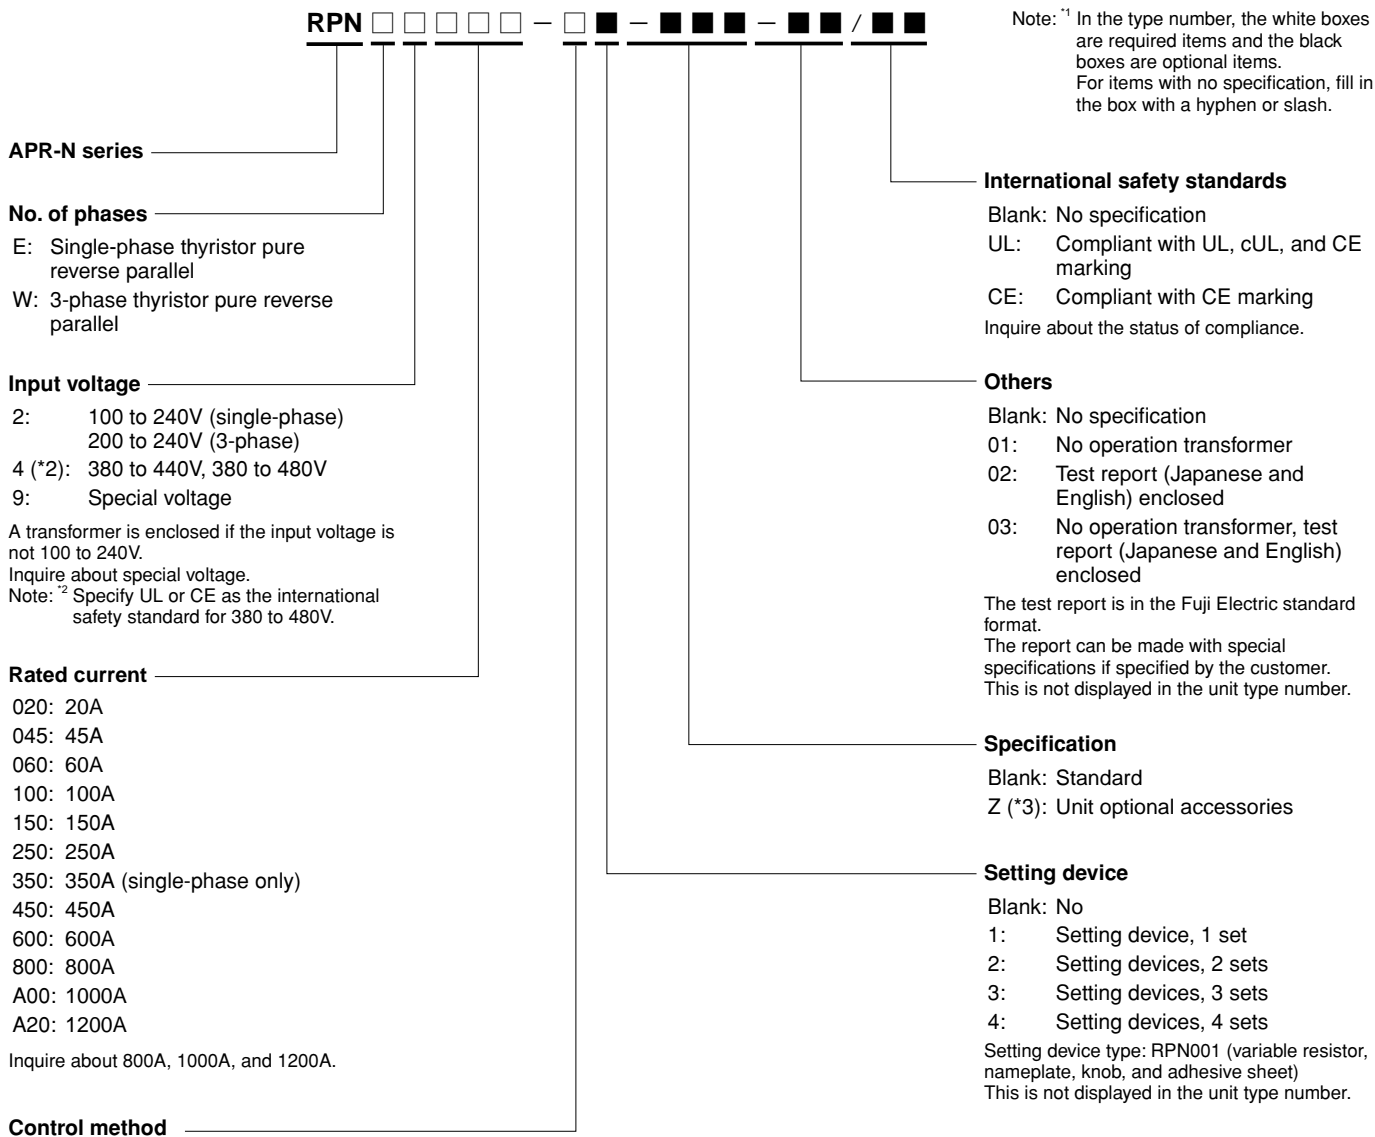 RPN □ □ □ □ □ – □ ■ – ■ ■ ■ – ■ ■ / ■ ■
Note: *1 In the type number, the white boxes
are required items and the black
boxes are optional items.
For items with no specification, fill in
the box with a hyphen or slash.
APR-N series
No. of phases
E: Single-phase thyristor pure
reverse parallel
W: 3-phase thyristor pure reverse
parallel
Input voltage
2: 100 to 240V (single-phase)
200 to 240V (3-phase)
4 (*2): 380 to 440V, 380 to 480V
9: Special voltage
A transformer is enclosed if the input voltage is
not 100 to 240V.
Inquire about special voltage.
Note: *2 Specify UL or CE as the international
safety standard for 380 to 480V.
Rated current
020: 20A
045: 45A
060: 60A
100: 100A
150: 150A
250: 250A
350: 350A (single-phase only)
450: 450A
600: 600A
800: 800A
A00: 1000A
A20: 1200A
Inquire about 800A, 1000A, and 1200A.
Control method
International safety standards
Blank: No specification
UL: Compliant with UL, cUL, and CE
marking
CE: Compliant with CE marking
Inquire about the status of compliance.
Others
Blank: No specification
01: No operation transformer
02: Test report (Japanese and
English) enclosed
03: No operation transformer, test
report (Japanese and English)
enclosed
The test report is in the Fuji Electric standard
format.
The report can be made with special
specifications if specified by the customer.
This is not displayed in the unit type number.
Specification
Blank: Standard
Z (*3): Unit optional accessories
Setting device
Blank: No
1: Setting device, 1 set
2: Setting devices, 2 sets
3: Setting devices, 3 sets
4: Setting devices, 4 sets
Setting device type: RPN001 (variable resistor,
nameplate, knob, and adhesive sheet)
This is not displayed in the unit type number.